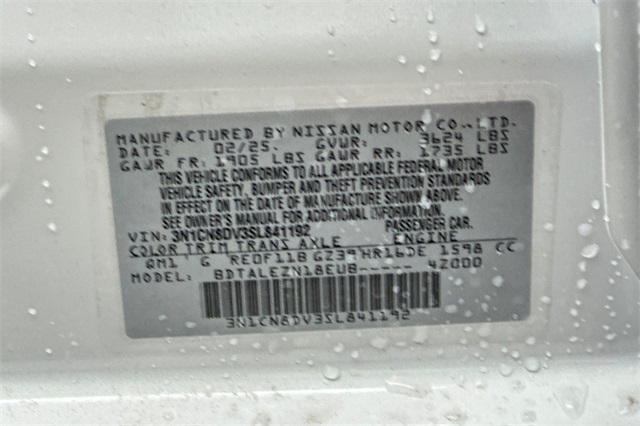 MANUFACTURED BY NISSAN MOTOR CO., LTD.
DATE: 02/25. GVWR: 3624 LBS
GAWR FR: 1905 LBS GAWR RR: 1735 LBS
THIS VEHICLE CONFORMS TO ALL APPLICABLE FEDERAL MOTOR
VEHICLE SAFETY, BUMPER AND THEFT PREVENTION STANDARDS
IN EFFECT ON THE DATE OF MANUFACTURE SHOWN ABOVE.
SEE OWNER'S MANUAL FOR ADDITIONAL INFORMATION.
VIN: 3N1CN8DV3SL841192 PASSENGER CAR.
COLOR TRIM TRANS AXLE ENGINE
QM1 G RE0F11B GZ39 HR16DE 1598 CC
MODEL: BDTALEZN18EUB----- 42000
3N1CN8DV3SL841192